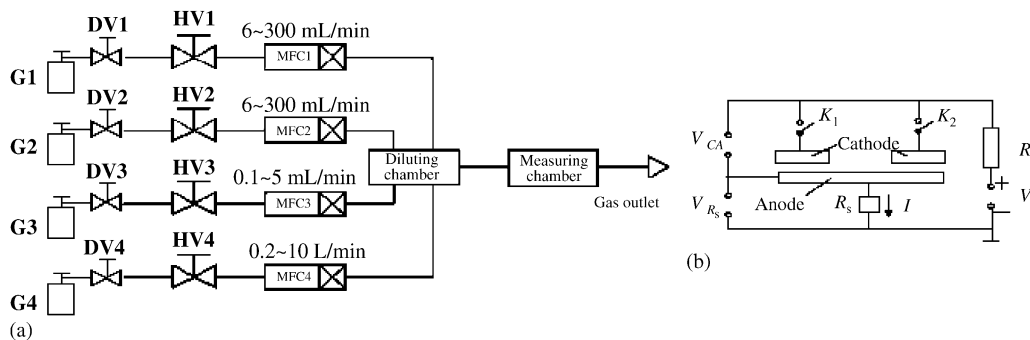 DV1 HV1 6~300 mL/min
G1 MFC1
DV2 HV2 6~300 mL/min
G2 MFC2
DV3 HV3 0.1~5 mL/min
G3 MFC3
DV4 HV4 0.2~10 L/min
G4 MFC4
Diluting
chamber
Measuring
chamber
Gas outlet
(a)
K1 K2
VCA
Cathode
R
Anode
VRs
Rs
I
+
V
(b)